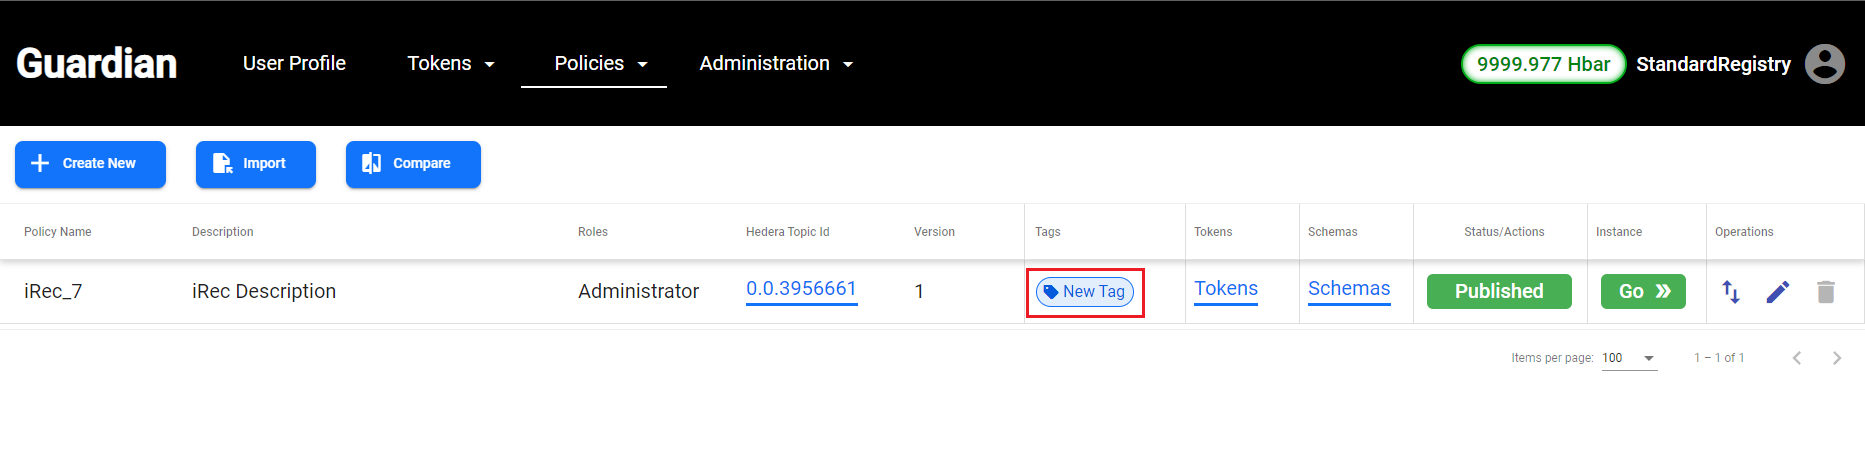 Guardian User Profile Tokens Policies Administration 9999.977 Hbar StandardRegistry
Create New Import Compare
Policy Name Description Roles Hedera Topic Id Version Tags Tokens Schemas Status/Actions Instance Operations
iRec_7 iRec Description Administrator 0.0.3956661 1 New Tag Tokens Schemas Published Go
Items per page: 100 1 – 1 of 1